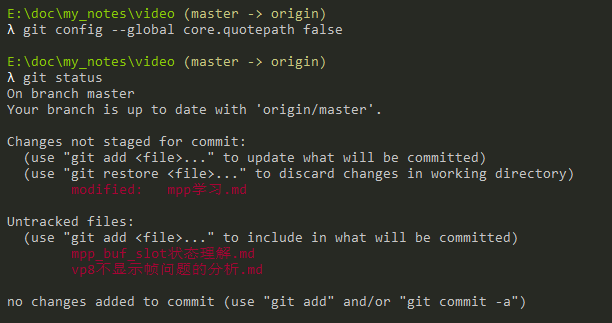 E:\doc\my_notes\video (master -> origin)
λ git config --global core.quotepath false
E:\doc\my_notes\video (master -> origin)
λ git status
On branch master
Your branch is up to date with 'origin/master'.
Changes not staged for commit:
(use "git add <file>..." to update what will be committed)
(use "git restore <file>..." to discard changes in working directory)
modified:   mpp学习.md
Untracked files:
(use "git add <file>..." to include in what will be committed)
mpp_buf_slot状态理解.md
vp8不显示帧问题的分析.md
no changes added to commit (use "git add" and/or "git commit -a")